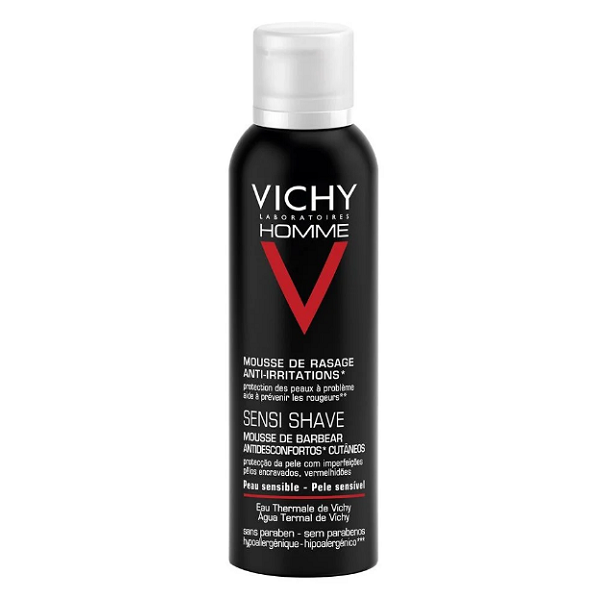 VICHY
LABORATOIRES
HOMME
V
MOUSSE DE RASAGE
ANTI-IRRITATIONS*
protection des peaux à problème
aide à prévenir les rougeurs**
SENSI SHAVE
MOUSSE DE BARBEAR
ANTIDESCONFORTOS* CUTÂNEOS
protecção da pele com imperfeições
pêlos encravados, vermelhidões
Peau sensible - Pele sensível
Eau Thermale de Vichy
Água Termal de Vichy
sans paraben - sem parabenos
hypoallergénique - hipoalergénico***